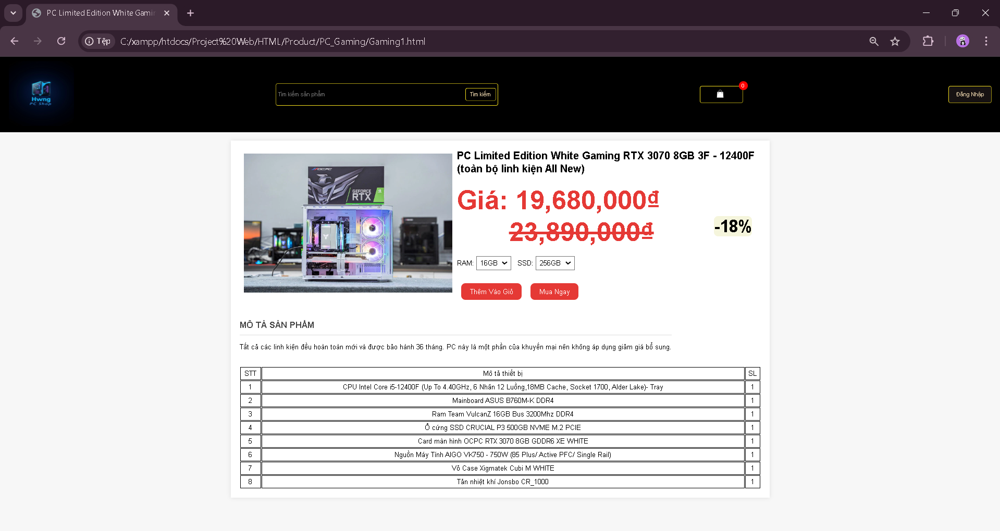 PC Limited Edition White Gamin
Tệp
C:/xampp/htdocs/Project%20Web/HTML/Product/PC_Gaming/Gaming1.html
Hwng
PC Shop
Tìm kiếm sản phẩm
Tìm kiếm
0
Đăng Nhập
PC Limited Edition White Gaming RTX 3070 8GB 3F - 12400F
(toàn bộ linh kiện All New)
OCPC
GEFORCE
RTX
Giá: 19,680,000₫
23,890,000₫
-18%
RAM: 16GB SSD: 256GB
Thêm Vào Giỏ
Mua Ngay
MÔ TẢ SẢN PHẨM
Tất cả các linh kiện đều hoàn toàn mới và được bảo hành 36 tháng. PC này là một phần của khuyến mại nên không áp dụng giảm giá bổ sung.
STT Mô tả thiết bị SL
1 CPU Intel Core i5-12400F (Up To 4.40GHz, 6 Nhân 12 Luồng,18MB Cache, Socket 1700, Alder Lake)- Tray 1
2 Mainboard ASUS B760M-K DDR4 1
3 Ram Team VulcanZ 16GB Bus 3200Mhz DDR4 1
4 Ổ cứng SSD CRUCIAL P3 500GB NVME M.2 PCIE 1
5 Card màn hình OCPC RTX 3070 8GB GDDR6 XE WHITE 1
6 Nguồn Máy Tính AIGO VK750 - 750W (85 Plus/ Active PFC/ Single Rail) 1
7 Vỏ Case Xigmatek Cubi M WHITE 1
8 Tản nhiệt khí Jonsbo CR_1000 1